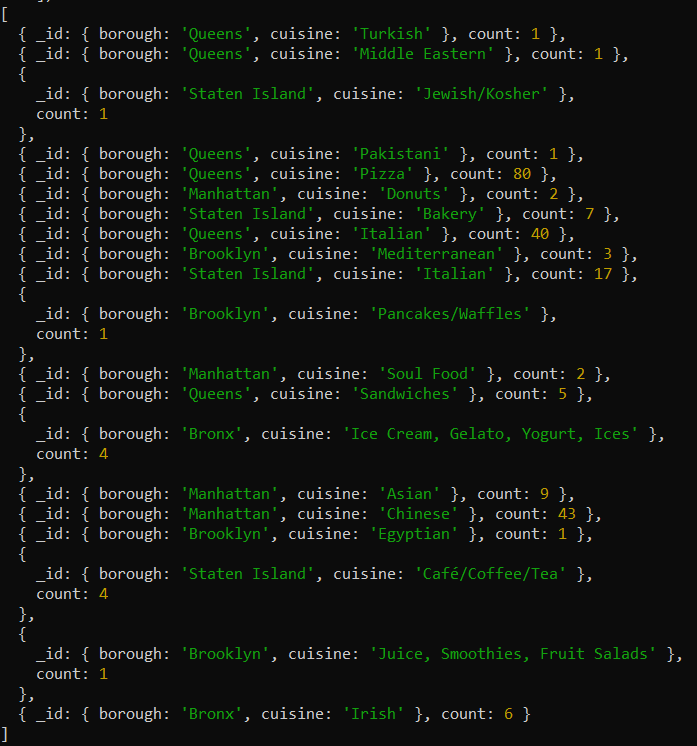 ],
[
  { _id: { borough: 'Queens', cuisine: 'Turkish' }, count: 1 },
  { _id: { borough: 'Queens', cuisine: 'Middle Eastern' }, count: 1 },
  {
    _id: { borough: 'Staten Island', cuisine: 'Jewish/Kosher' },
    count: 1
  },
  { _id: { borough: 'Queens', cuisine: 'Pakistani' }, count: 1 },
  { _id: { borough: 'Queens', cuisine: 'Pizza' }, count: 80 },
  { _id: { borough: 'Manhattan', cuisine: 'Donuts' }, count: 2 },
  { _id: { borough: 'Staten Island', cuisine: 'Bakery' }, count: 7 },
  { _id: { borough: 'Queens', cuisine: 'Italian' }, count: 40 },
  { _id: { borough: 'Brooklyn', cuisine: 'Mediterranean' }, count: 3 },
  { _id: { borough: 'Staten Island', cuisine: 'Italian' }, count: 17 },
  {
    _id: { borough: 'Brooklyn', cuisine: 'Pancakes/Waffles' },
    count: 1
  },
  { _id: { borough: 'Manhattan', cuisine: 'Soul Food' }, count: 2 },
  { _id: { borough: 'Queens', cuisine: 'Sandwiches' }, count: 5 },
  {
    _id: { borough: 'Bronx', cuisine: 'Ice Cream, Gelato, Yogurt, Ices' },
    count: 4
  },
  { _id: { borough: 'Manhattan', cuisine: 'Asian' }, count: 9 },
  { _id: { borough: 'Manhattan', cuisine: 'Chinese' }, count: 43 },
  { _id: { borough: 'Brooklyn', cuisine: 'Egyptian' }, count: 1 },
  {
    _id: { borough: 'Staten Island', cuisine: 'Café/Coffee/Tea' },
    count: 4
  },
  {
    _id: { borough: 'Brooklyn', cuisine: 'Juice, Smoothies, Fruit Salads' },
    count: 1
  },
  { _id: { borough: 'Bronx', cuisine: 'Irish' }, count: 6 }
]